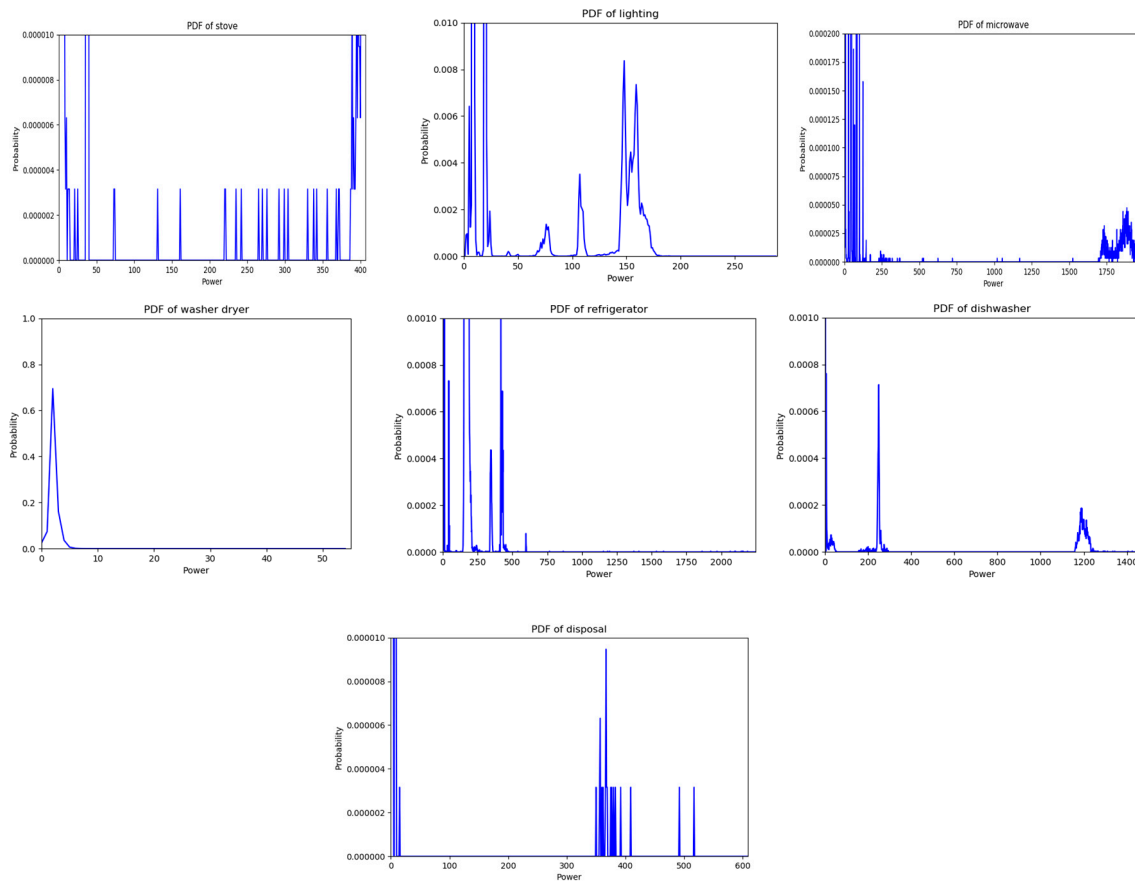 PDF of stove
0.000010
0.000008
0.000006
0.000004
0.000002
0.000000
Probability
0 50 100 150 200 250 300 350 400
Power
PDF of lighting
0.010
0.008
0.006
0.004
0.002
0.000
Probability
0 50 100 150 200 250
Power
PDF of microwave
0.000200
0.000175
0.000150
0.000125
0.000100
0.000075
0.000050
0.000025
0.000000
Probability
0 250 500 750 1000 1250 1500 1750
Power
PDF of washer dryer
1.0
0.8
0.6
0.4
0.2
0.0
Probability
0 10 20 30 40 50
Power
PDF of refrigerator
0.0010
0.0008
0.0006
0.0004
0.0002
0.0000
Probability
0 250 500 750 1000 1250 1500 1750 2000
Power
PDF of dishwasher
0.0010
0.0008
0.0006
0.0004
0.0002
0.0000
Probability
0 200 400 600 800 1000 1200 1400
Power
PDF of disposal
0.000010
0.000008
0.000006
0.000004
0.000002
0.000000
Probability
0 100 200 300 400 500 600
Power